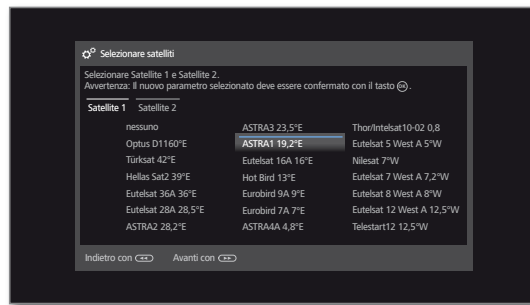 Selezionare satelliti
Selezionare Satellite 1 e Satellite 2.
Avvertenza: Il nuovo parametro selezionato deve essere confermato con il tasto OK.
Satellite 1 Satellite 2
nessuno ASTRA3 23,5°E Thor/Intelsat10-02 0,8
Optus D1160°E ASTRA1 19,2°E Eutelsat 5 West A 5°W
Türksat 42°E Eutelsat 16A 16°E Nilesat 7°W
Hellas Sat2 39°E Hot Bird 13°E Eutelsat 7 West A 7,2°W
Eutelsat 36A 36°E Eurobird 9A 9°E Eutelsat 8 West A 8°W
Eutelsat 28A 28,5°E Eurobird 7A 7°E Eutelsat 12 West A 12,5°W
ASTRA2 28,2°E ASTRA4A 4,8°E Telestart12 12,5°W
Indietro con Avanti con